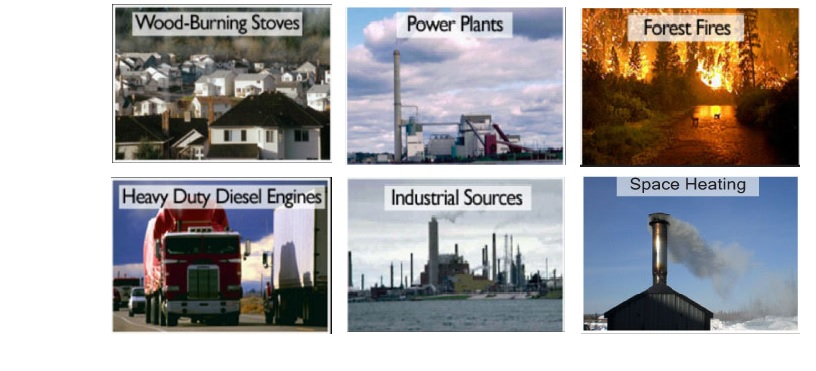 Wood-Burning Stoves
Power Plants
Forest Fires
Heavy Duty Diesel Engines
Industrial Sources
Space Heating